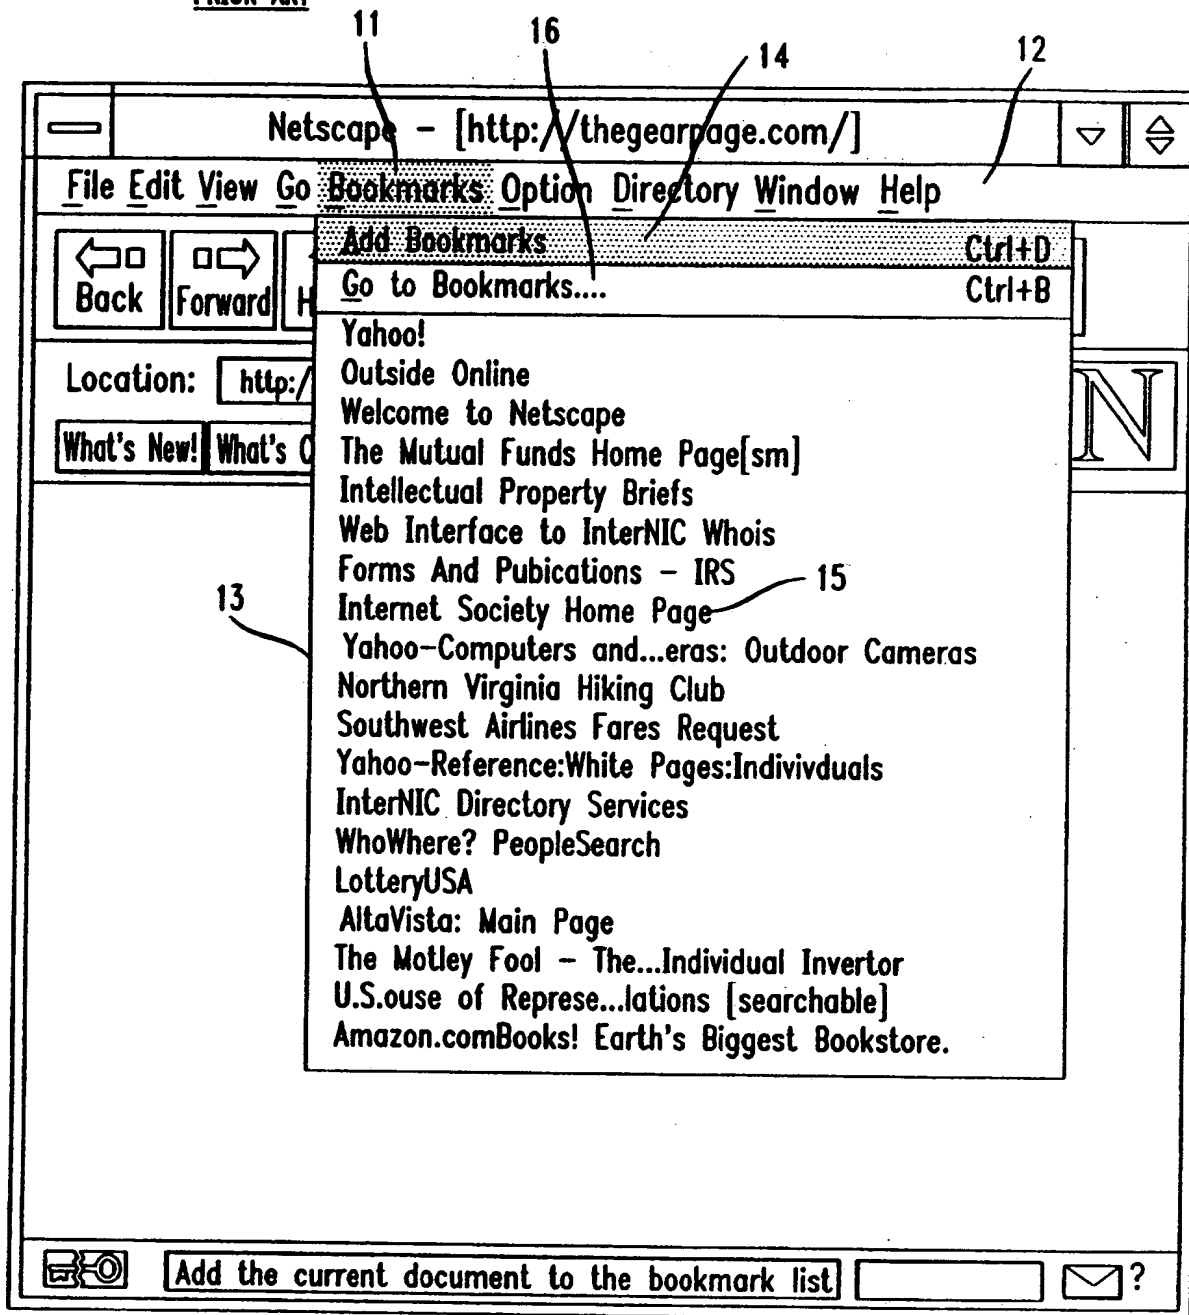 PRIOR ART
11
16
14
12
Netscape - [http://thegearpage.com/]
File Edit View Go Bookmarks Option Directory Window Help
Add Bookmarks Ctrl+D
Go to Bookmarks.... Ctrl+B
Back Forward H
Yahoo!
Location: http:/
Outside Online
Welcome to Netscape
N
What's New! What's
The Mutual Funds Home Page[sm]
Intellectual Property Briefs
Web Interface to InterNIC Whois
Forms And Pubications - IRS
15
13
Internet Society Home Page
Yahoo-Computers and...eras: Outdoor Cameras
Northern Virginia Hiking Club
Southwest Airlines Fares Request
Yahoo-Reference:White Pages:Indivivduals
InterNIC Directory Services
WhoWhere? PeopleSearch
LotteryUSA
AltaVista: Main Page
The Motley Fool - The...Individual Invertor
U.S.ouse of Represe...lations [searchable]
Amazon.comBooks! Earth's Biggest Bookstore.
Add the current document to the bookmark list
?